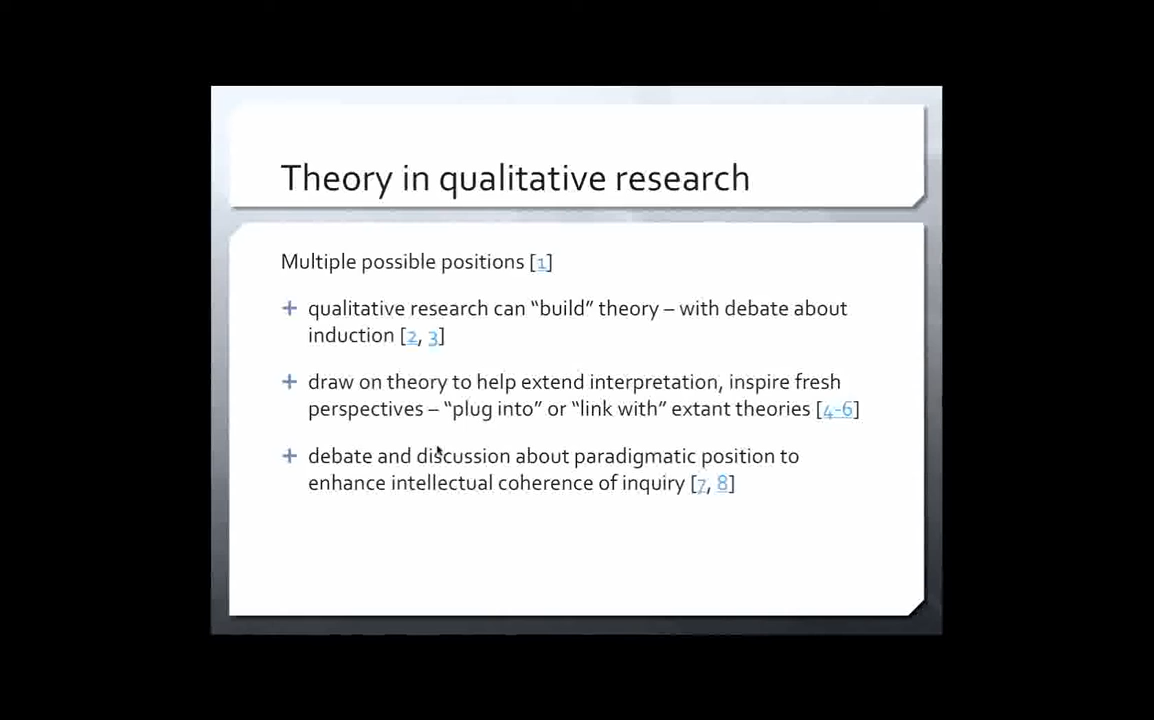 Theory in qualitative research
Multiple possible positions [1]
+ qualitative research can “build” theory – with debate about
induction [2, 3]
+ draw on theory to help extend interpretation, inspire fresh
perspectives – “plug into” or “link with” extant theories [4-6]
+ debate and discussion about paradigmatic position to
enhance intellectual coherence of inquiry [7, 8]